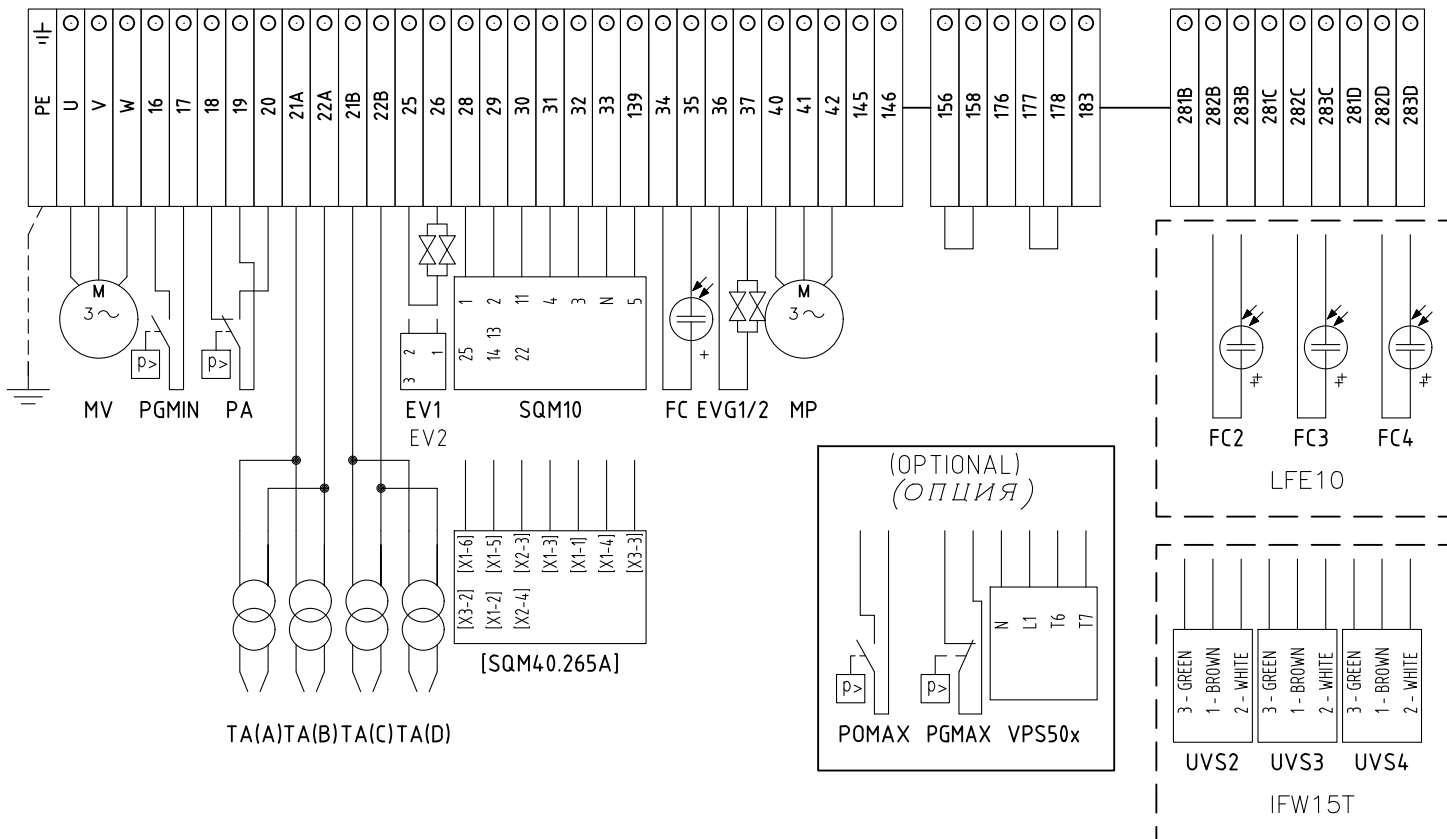 PE U V W 16 17 18 19 20 21A 22A 21B 22B 25 26 28 29 30 31 32 33 139 34 35 36 37 40 41 42 145 146 156 158 176 177 178 183 281B 282B 283B 281C 282C 283C 281D 282D 283D
M
3~
M
3~
p>
p>
2 1
3
1 2 11 4 3 N 5
25 14 13 22
+
MV PGMIN PA EV1 SQM10 FC EVG1/2 MP
EV2
FC2 FC3 FC4
LFE10
[X1-6] [X1-5] [X2-3] [X1-3] [X1-1] [X1-4] [X3-3]
[X3-2] [X1-2] [X2-4]
[SQM40.265A]
TA(A) TA(B) TA(C) TA(D)
(OPTIONAL)
(ОПЦИЯ)
N L1 T6 T7
p>
p>
POMAX PGMAX VPS50x
3 - GREEN
1 - BROWN
2 - WHITE
3 - GREEN
1 - BROWN
2 - WHITE
3 - GREEN
1 - BROWN
2 - WHITE
UVS2 UVS3 UVS4
IFW15T